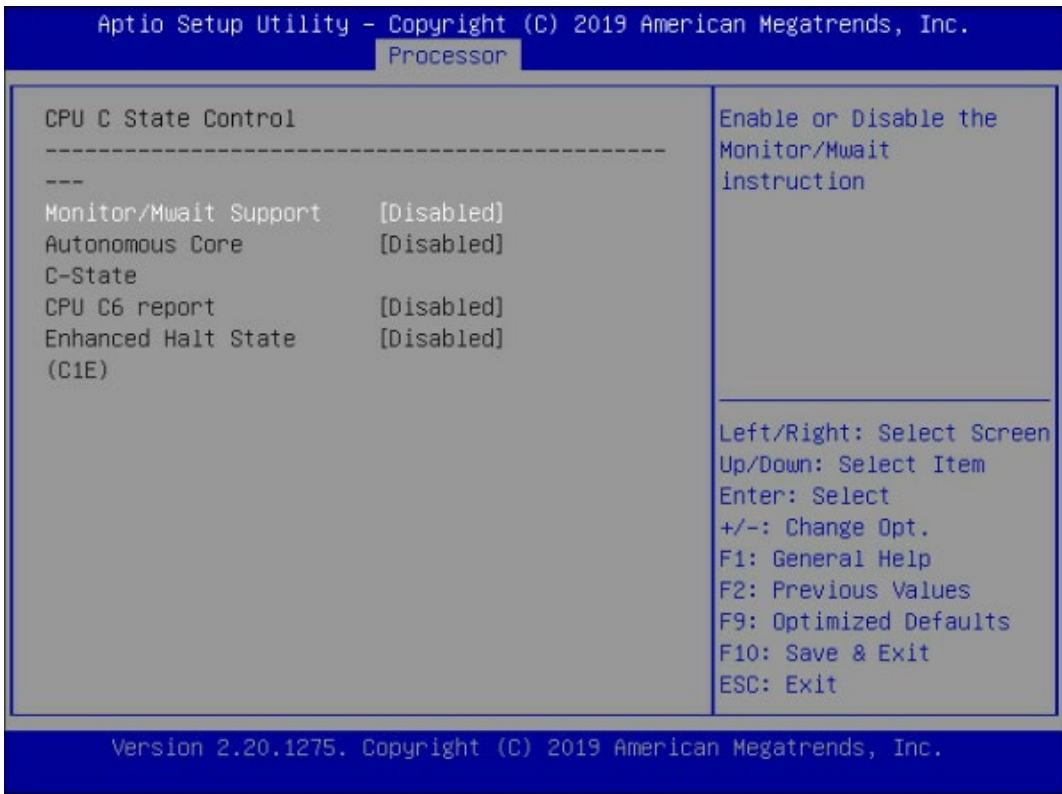 Aptio Setup Utility – Copyright (C) 2019 American Megatrends, Inc.
Processor
CPU C State Control
-----------------------------------------------
---
Monitor/Mwait Support [Disabled]
Autonomous Core [Disabled]
C-State
CPU C6 report [Disabled]
Enhanced Halt State [Disabled]
(C1E)
Enable or Disable the
Monitor/Mwait
instruction
Left/Right: Select Screen
Up/Down: Select Item
Enter: Select
+/-: Change Opt.
F1: General Help
F2: Previous Values
F9: Optimized Defaults
F10: Save & Exit
ESC: Exit
Version 2.20.1275. Copyright (C) 2019 American Megatrends, Inc.